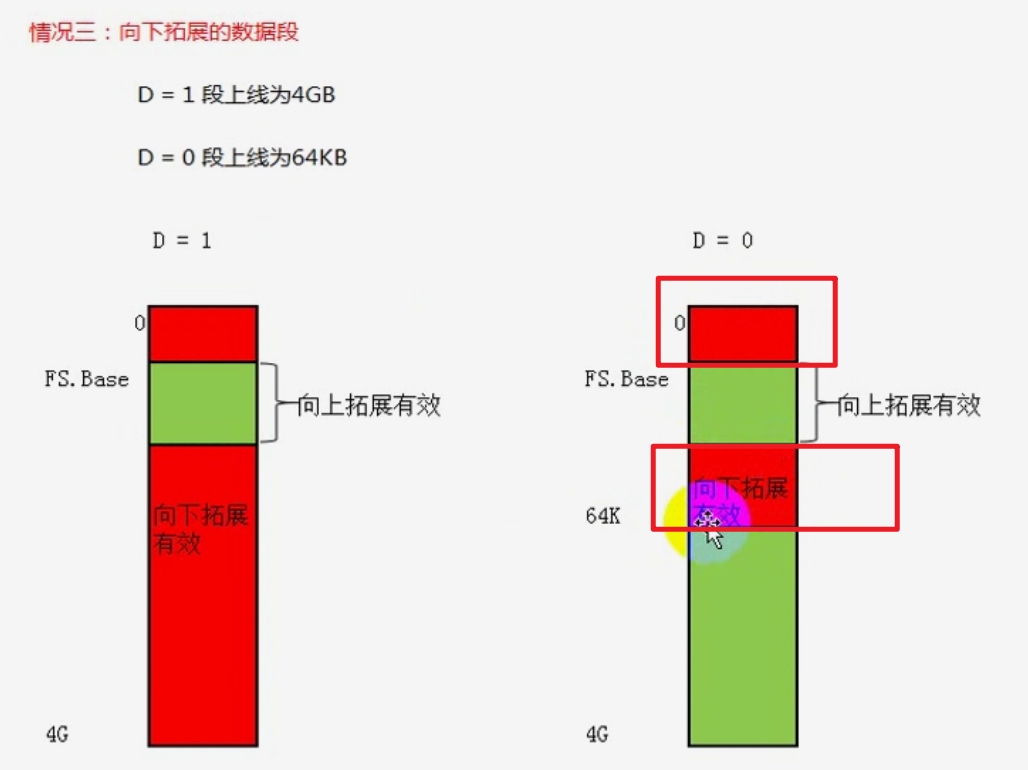 情况三：向下拓展的数据段
D = 1 段上线为4GB
D = 0 段上线为64KB
D = 1
D = 0
0
FS.Base
向上拓展有效
向下拓展
有效
4G
0
FS.Base
向上拓展有效
向下拓展
有效
64K
4G